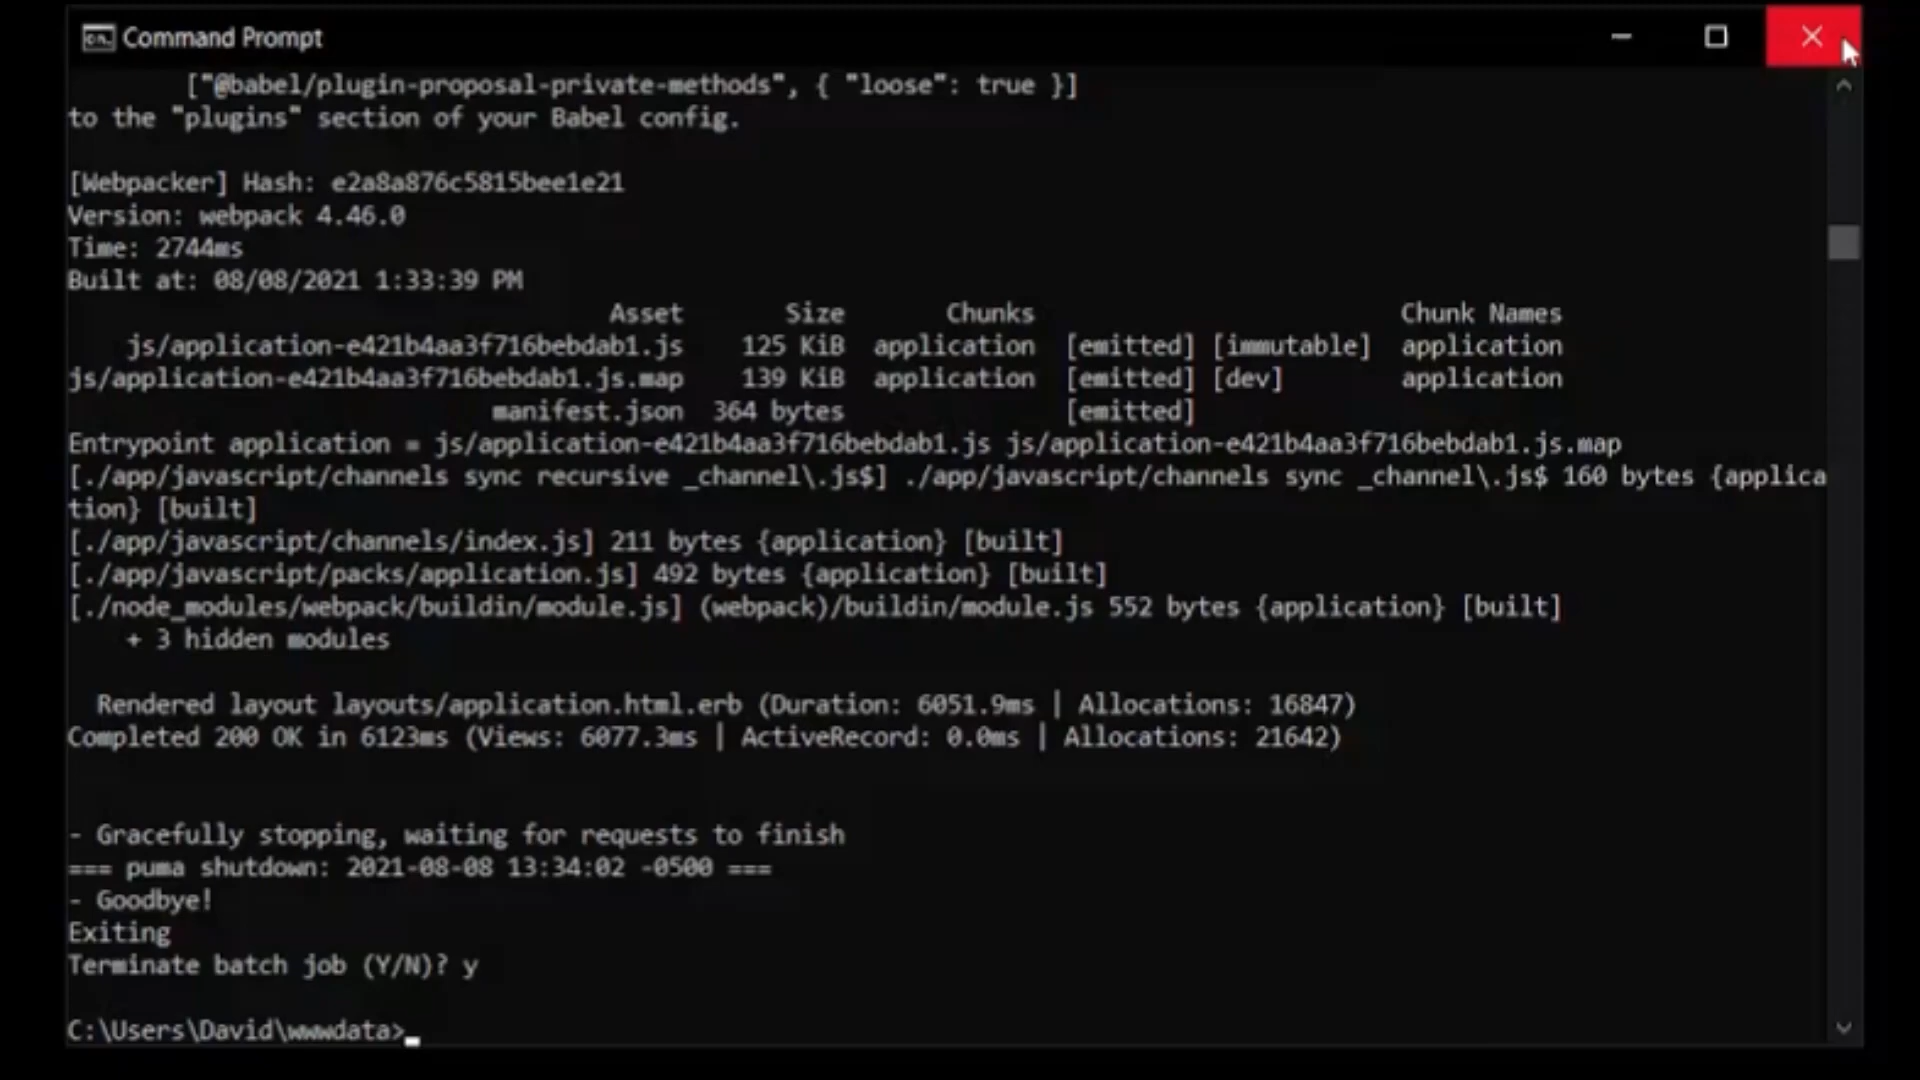 Command Prompt
["@babel/plugin-proposal-private-methods", { "loose": true }]
to the "plugins" section of your Babel config.
[Webpacker] Hash: e2a8a876c5815bee1e21
Version: webpack 4.46.0
Time: 2744ms
Built at: 08/08/2021 1:33:39 PM
Asset Size Chunks Chunk Names
js/application-e421b4aa3f716bebdab1.js 125 KiB application [emitted] [immutable] application
js/application-e421b4aa3f716bebdab1.js.map 139 KiB application [emitted] [dev] application
manifest.json 364 bytes [emitted]
Entrypoint application = js/application-e421b4aa3f716bebdab1.js js/application-e421b4aa3f716bebdab1.js.map
[./app/javascript/channels sync recursive _channel\.js$] ./app/javascript/channels sync _channel\.js$ 160 bytes {applica
tion} [built]
[./app/javascript/channels/index.js] 211 bytes {application} [built]
[./app/javascript/packs/application.js] 492 bytes {application} [built]
[./node_modules/webpack/buildin/module.js] (webpack)/buildin/module.js 552 bytes {application} [built]
+ 3 hidden modules
Rendered layout layouts/application.html.erb (Duration: 6051.9ms | Allocations: 16847)
Completed 200 OK in 6123ms (Views: 6077.3ms | ActiveRecord: 0.0ms | Allocations: 21642)
- Gracefully stopping, waiting for requests to finish
=== puma shutdown: 2021-08-08 13:34:02 -0500 ===
- Goodbye!
Exiting
Terminate batch job (Y/N)? y
C:\Users\David\wwwdata>